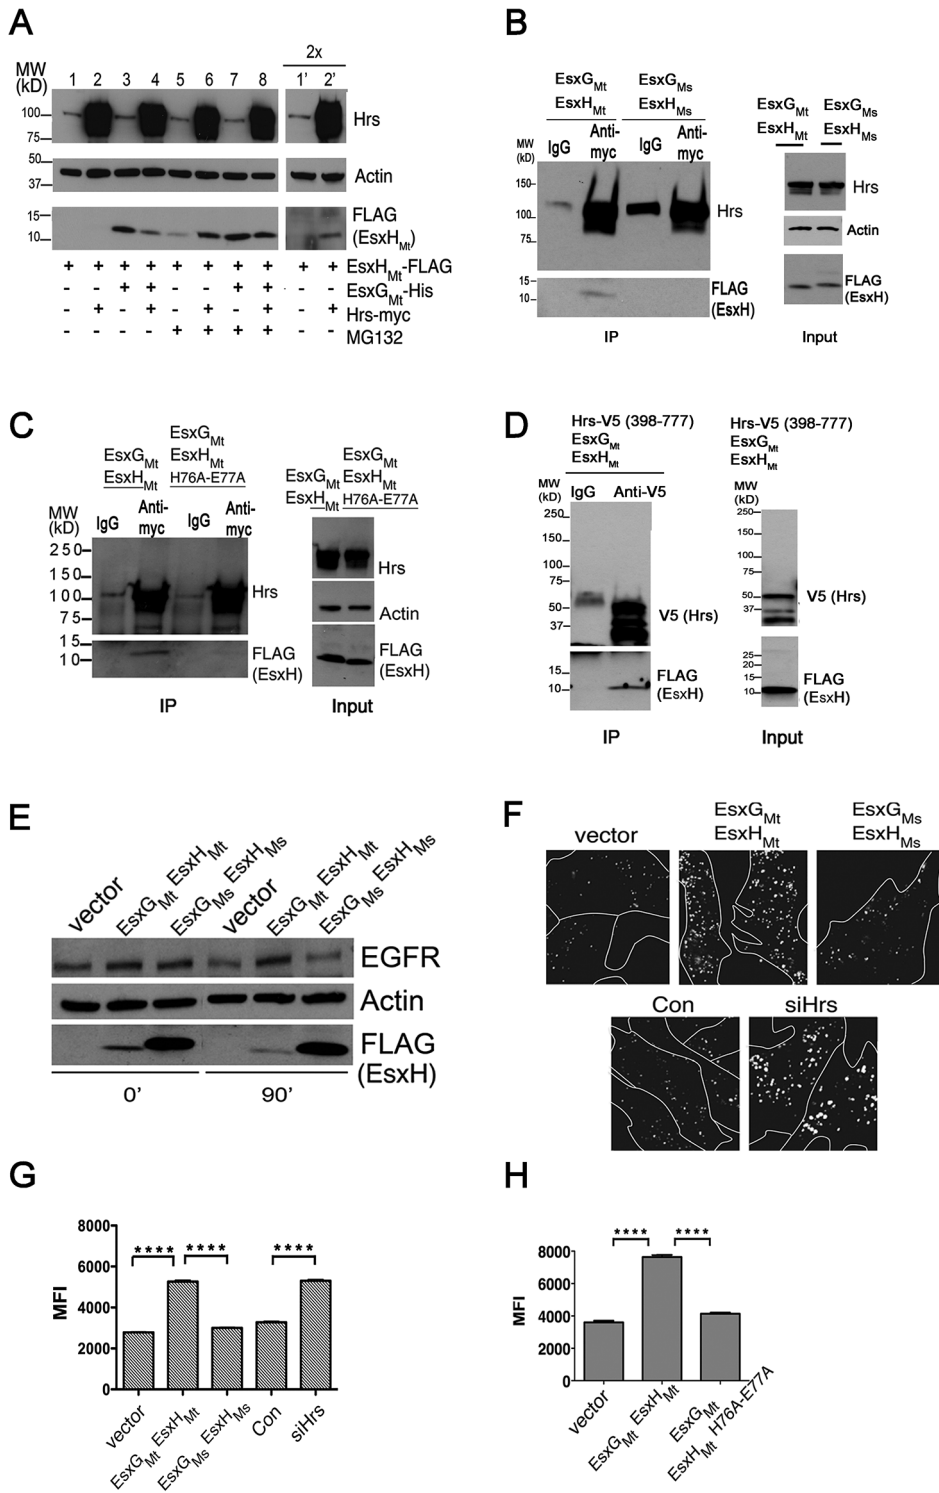 A
2x
MW
(kD)
1 2 3 4 5 6 7 8 1' 2'
100
75
Hrs
50
37
Actin
15
10
FLAG
(EsxHMt)
+ + + + + + + + + + EsxHMt-FLAG
- - + + - - + + - - EsxGMt-His
- + - + - + - + - + Hrs-myc
- - - - + + + + - - MG132
B
EsxGMt EsxGMs
EsxHMt EsxHMs
MW
(kD)
IgG Anti-myc IgG Anti-myc
150
100
75
Hrs
15
10
FLAG
(EsxH)
IP
EsxGMt EsxGMs
EsxHMt EsxHMs
Hrs
Actin
FLAG
(EsxH)
Input
C
EsxGMt
EsxHMt
EsxGMt
EsxHMt
H76A-E77A
MW
(kD)
IgG Anti-myc IgG Anti-myc
250
150
100
75
Hrs
15
10
FLAG
(EsxH)
IP
EsxGMt
EsxHMt
EsxGMt
EsxHMt
H76A-E77A
Hrs
Actin
FLAG
(EsxH)
Input
D
Hrs-V5 (398-777)
EsxGMt
EsxHMt
MW
(kD)
IgG Anti-V5
250
150
100
75
50
37
V5 (Hrs)
15
10
FLAG
(EsxH)
IP
Hrs-V5 (398-777)
EsxGMt
EsxHMt
MW
(kD)
250
150
100
75
50
37
V5 (Hrs)
25
20
15
10
FLAG
(EsxH)
Input
E
vector
EsxGMt EsxHMt
EsxGMs EsxHMs
vector
EsxGMt EsxHMt
EsxGMs EsxHMs
EGFR
Actin
FLAG
(EsxH)
0' 90'
F
vector
EsxGMt
EsxHMt
EsxGMs
EsxHMs
Con
siHrs
G
MFI
8000
6000
4000
2000
0
**** **** ****
vector
EsxGMt EsxHMt
EsxGMs EsxHMs
Con
siHrs
H
MFI
8000
6000
4000
2000
0
**** ****
vector
EsxGMt EsxHMt
EsxGMt
EsxHMt H76A-E77A